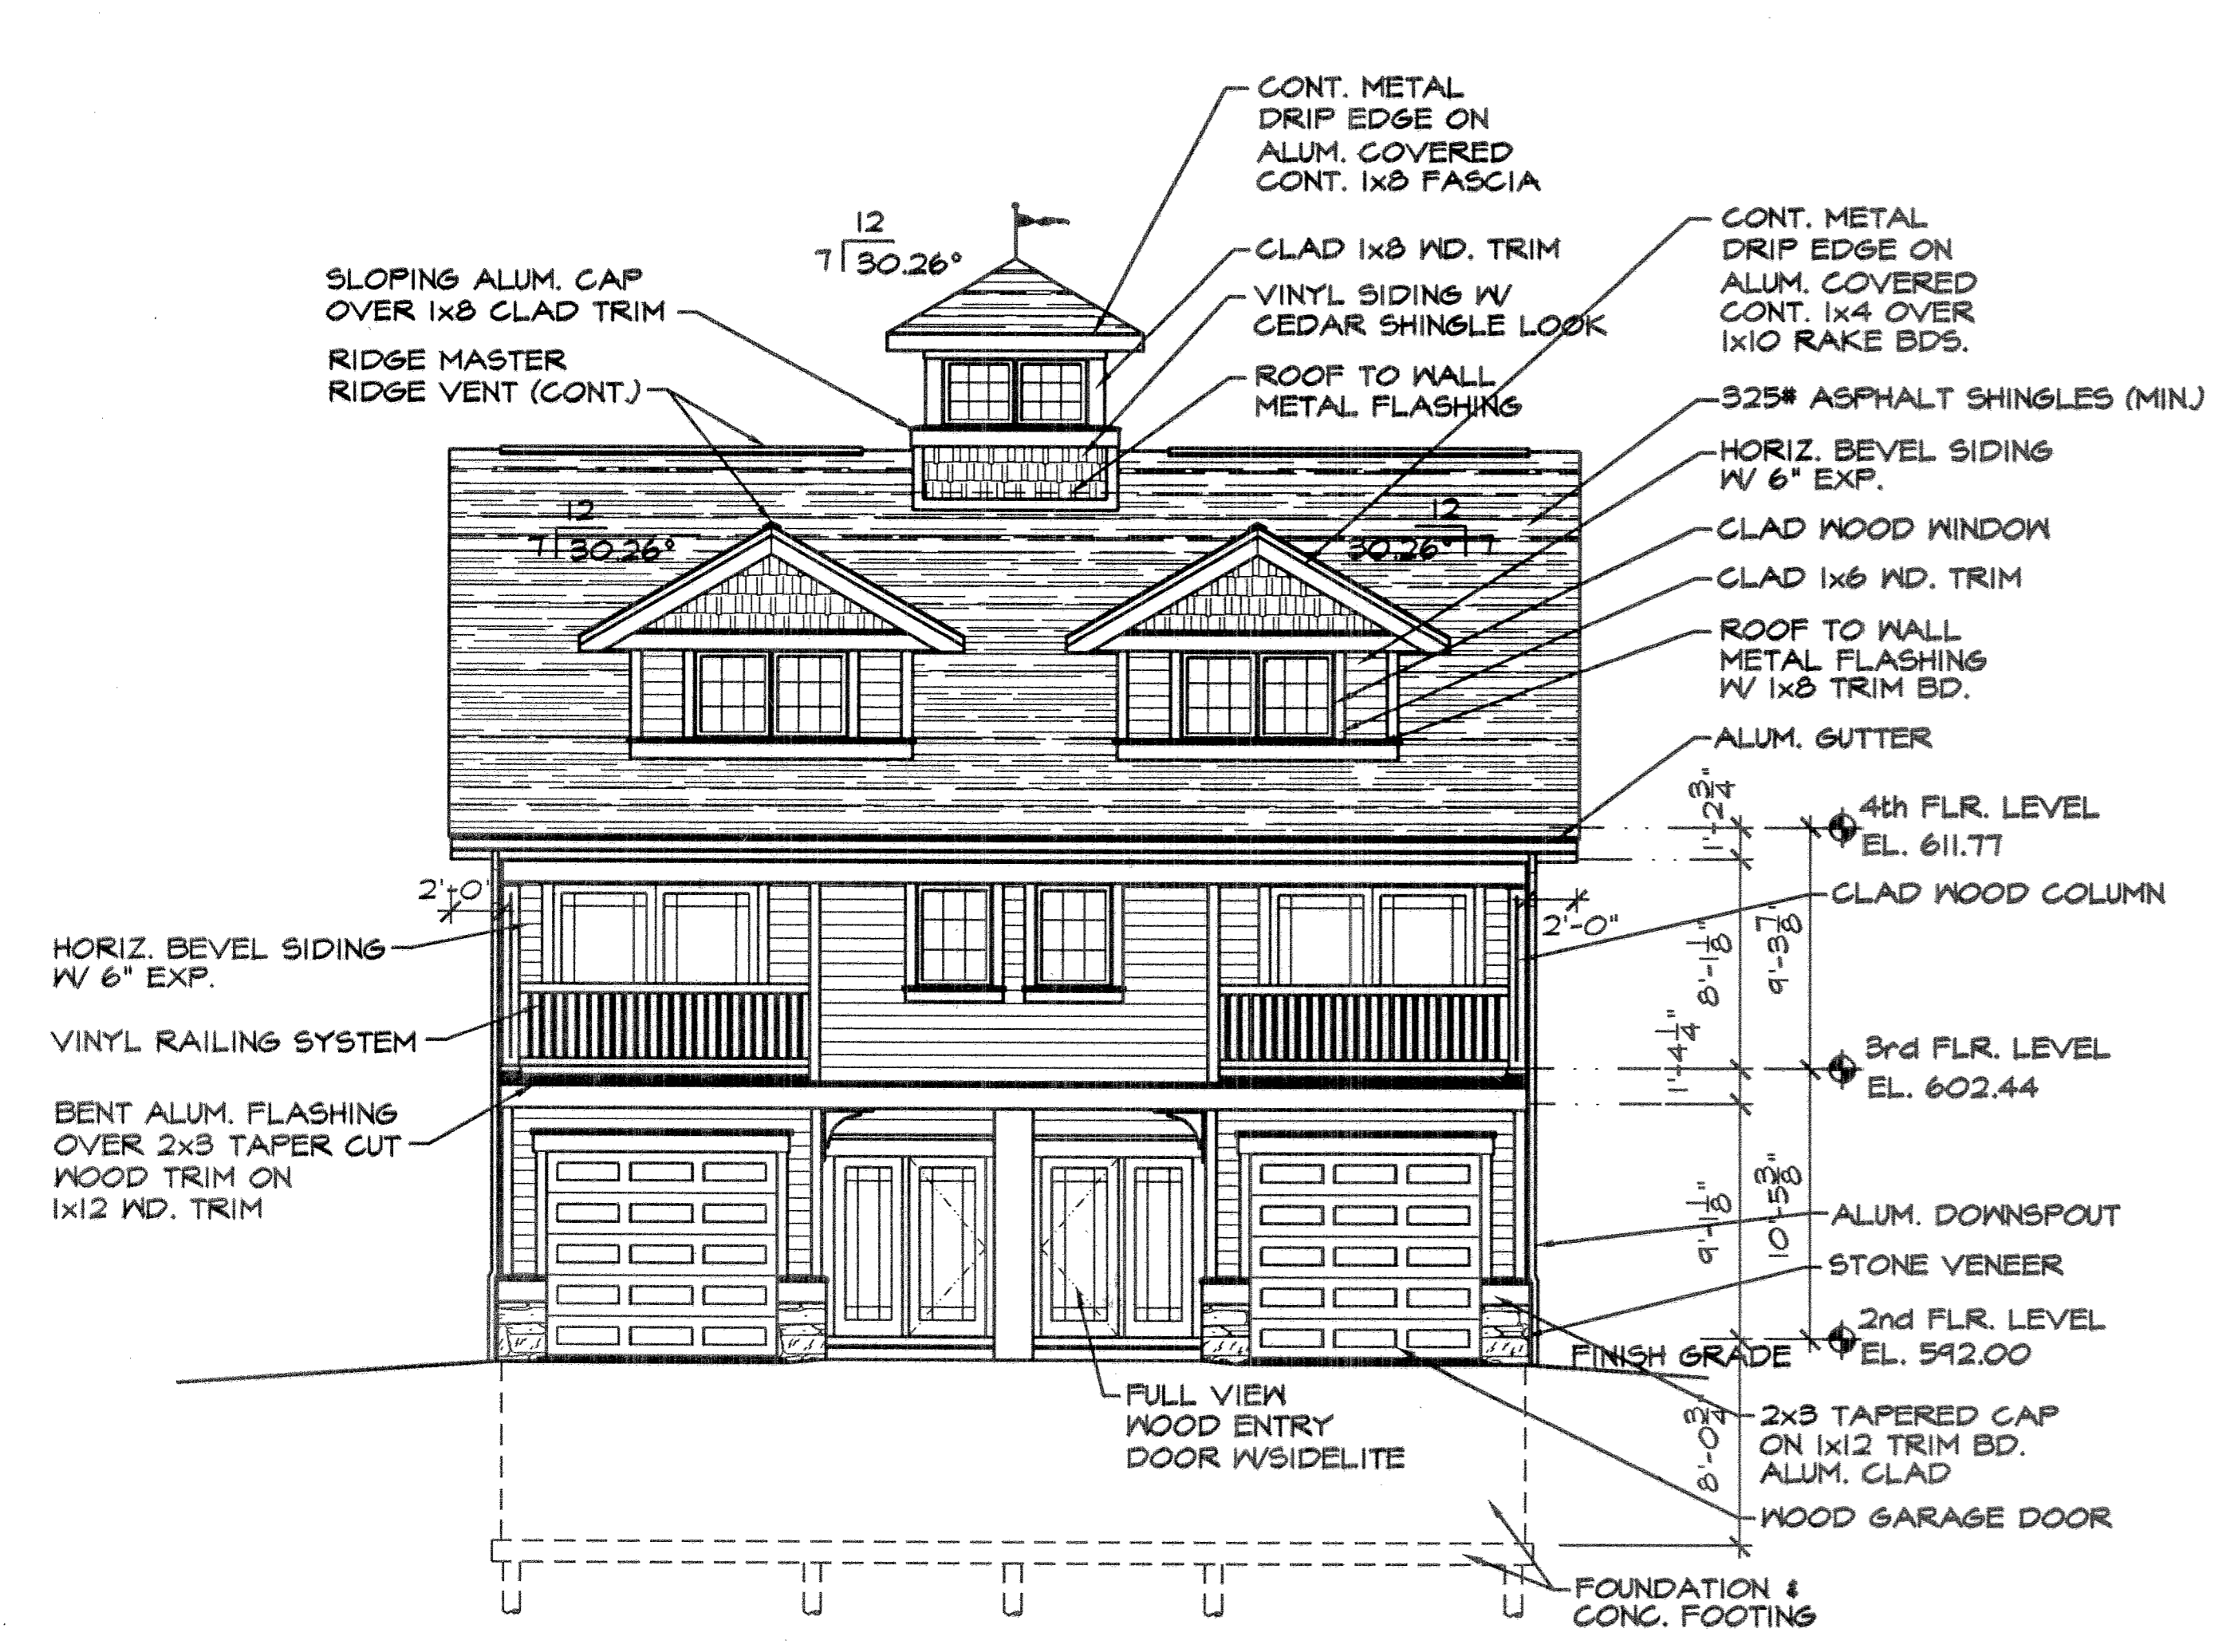 CONT. METAL
DRIP EDGE ON
ALUM. COVERED
CONT. 1x8 FASCIA
12
7 30.26°
CLAD 1x8 WD. TRIM
VINYL SIDING W/
CEDAR SHINGLE LOOK
ROOF TO WALL
METAL FLASHING
SLOPING ALUM. CAP
OVER 1x8 CLAD TRIM
RIDGE MASTER
RIDGE VENT (CONT.)
CONT. METAL
DRIP EDGE ON
ALUM. COVERED
CONT. 1x4 OVER
1x10 RAKE BDS.
325# ASPHALT SHINGLES (MIN.)
HORIZ. BEVEL SIDING
W/ 6" EXP.
CLAD WOOD WINDOW
CLAD 1x6 WD. TRIM
ROOF TO WALL
METAL FLASHING
W/ 1x8 TRIM BD.
ALUM. GUTTER
12
7 30.26°
12
30.26° 7
1'-2 3/4"
4th FLR. LEVEL
EL. 611.77
CLAD WOOD COLUMN
2'-0"
2'-0"
8'-1 1/8"
9'-3 7/8"
HORIZ. BEVEL SIDING
W/ 6" EXP.
VINYL RAILING SYSTEM
1'-4 1/4"
3rd FLR. LEVEL
EL. 602.44
BENT ALUM. FLASHING
OVER 2x3 TAPER CUT
WOOD TRIM ON
1x12 WD. TRIM
9'-1 1/8"
10'-5 3/8"
ALUM. DOWNSPOUT
STONE VENEER
2nd FLR. LEVEL
EL. 592.00
FINISH GRADE
FULL VIEW
WOOD ENTRY
DOOR W/SIDELITE
8'-0 3/4"
2x3 TAPERED CAP
ON 1x12 TRIM BD.
ALUM. CLAD
WOOD GARAGE DOOR
FOUNDATION &
CONC. FOOTING